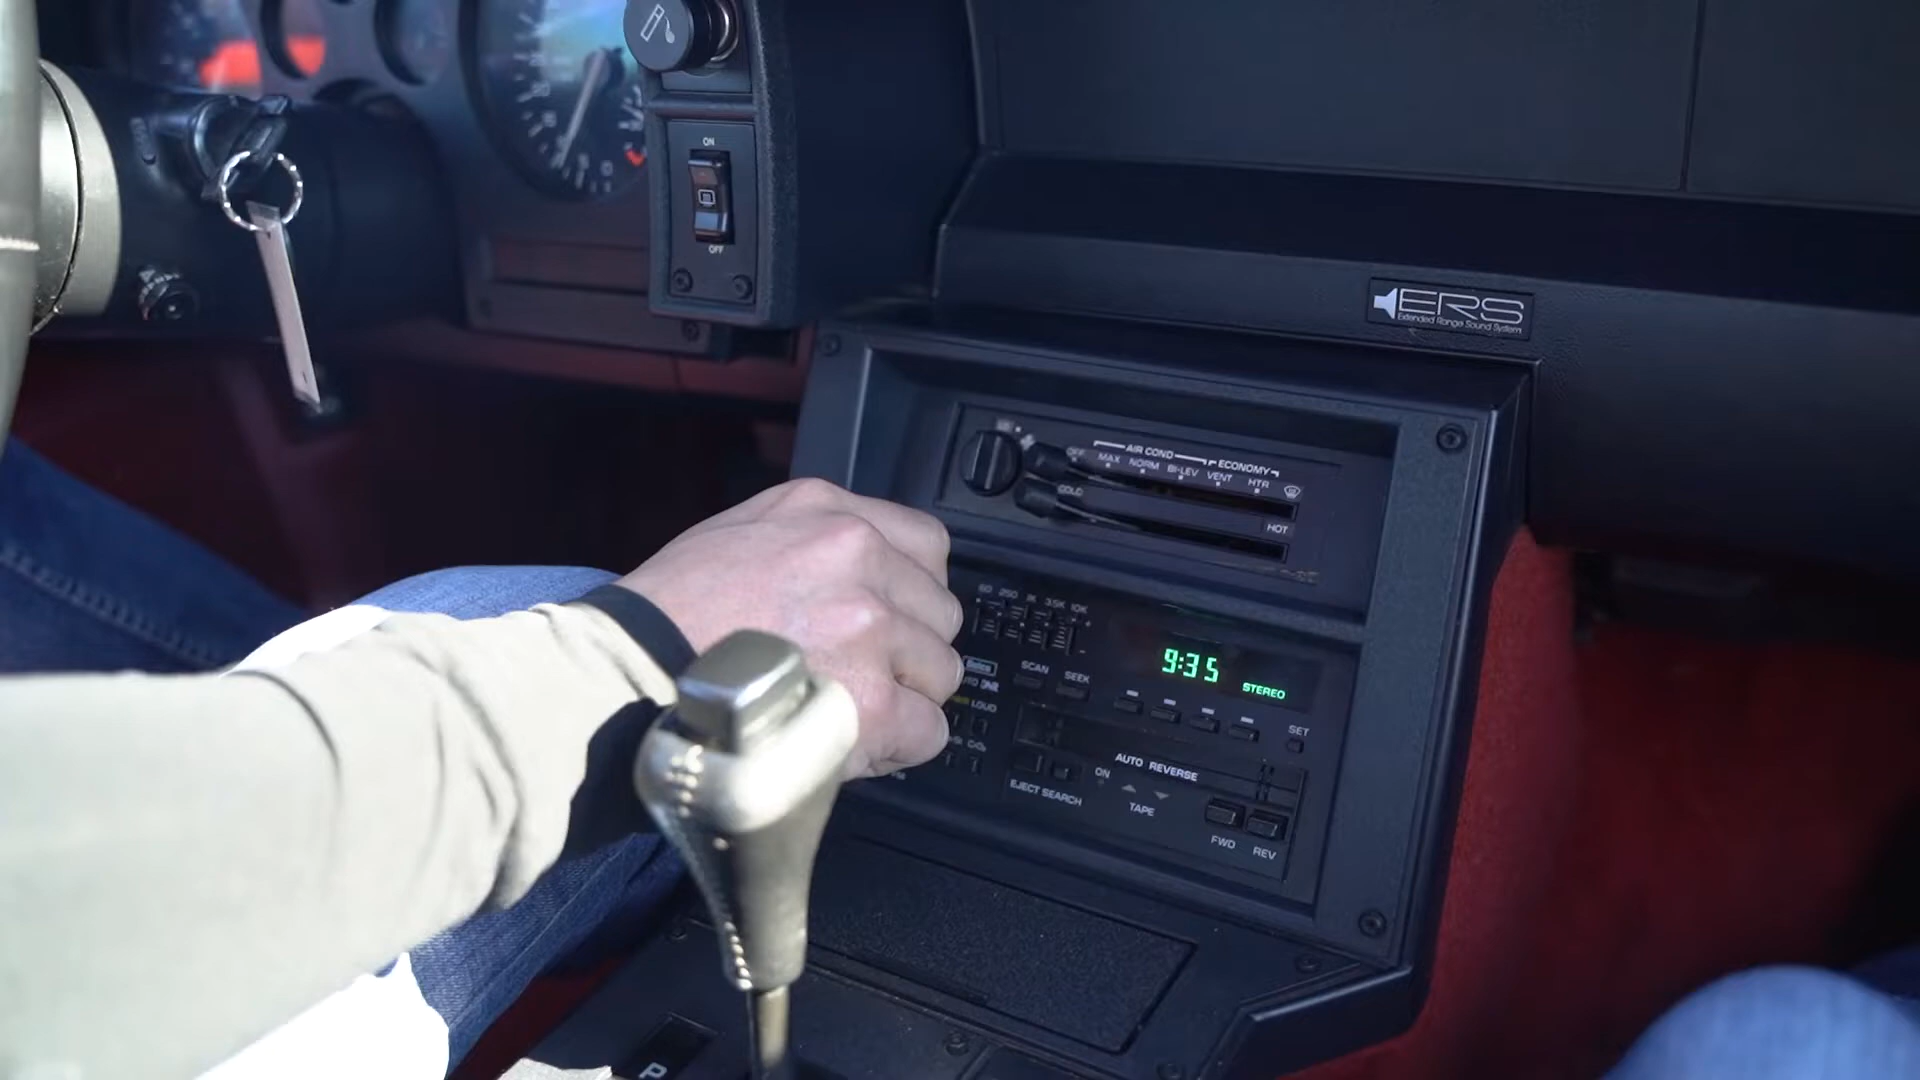 ON
OFF
ERS
Extended Range Sound System
AIR COND
ECONOMY
OFF MAX NORM BI-LEV VENT HTR
COLD
HOT
60 250 1K 3.5K 10K
9:35
STEREO
SCAN
SEEK
Delco
DNR
LOUD
SET
AUTO REVERSE
ON
EJECT SEARCH
TAPE
FWD
REV
P